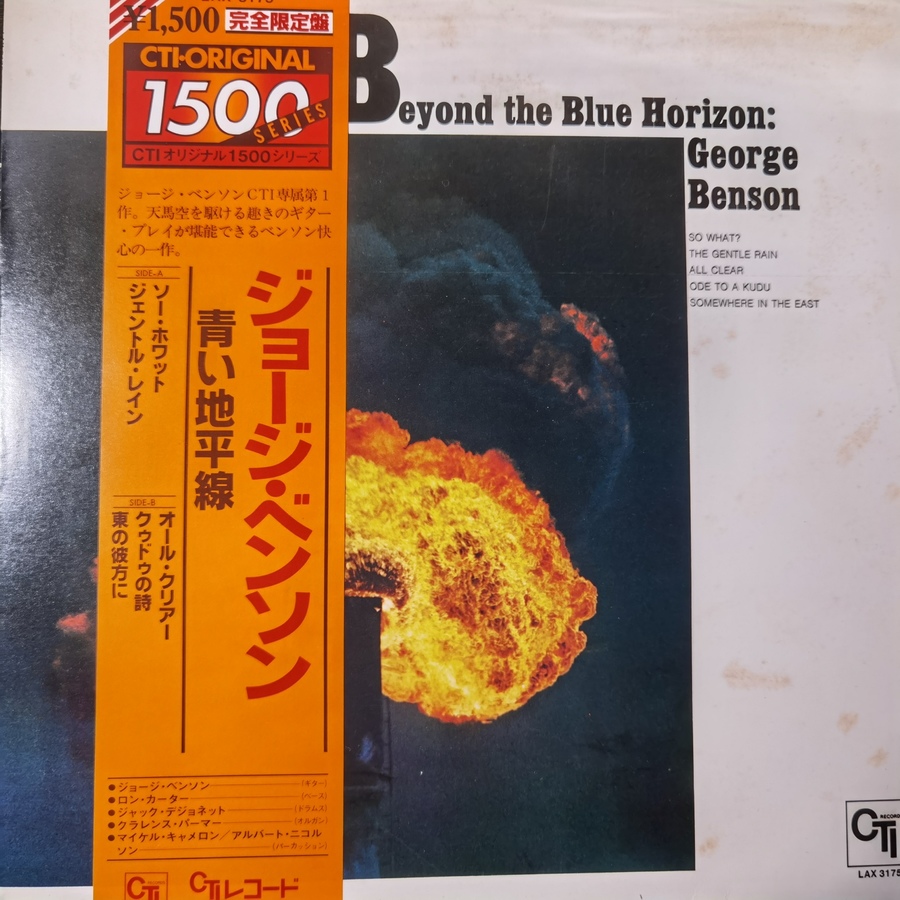 ¥1,500 完全限定盤
CTI・ORIGINAL
1500
SERIES
CTIオリジナル1500シリーズ
ジョージ・ベンソンCTI専属第1
作。天馬空を駆ける趣きのギター
・プレイが堪能できるベンソン快
心の一作。
ジョージ・ベンソン
青い地平線
SIDE-A
ソー・ホワット
ジェントル・レイン
SIDE-B
オール・クリアー
クゥドゥの詩
東の彼方に
●ジョージ・ベンソン (ギター)
●ロン・カーター (ベース)
●ジャック・デジョネット (ドラムス)
●クラレンス・パーマー (オルガン)
●マイケル・キャメロン/アルバート・ニコル
ソン (パーカッション)
CTI CTIレコード
Beyond the Blue Horizon:
George
Benson
SO WHAT?
THE GENTLE RAIN
ALL CLEAR
ODE TO A KUDU
SOMEWHERE IN THE EAST
CTI RECORDS
LAX 3175